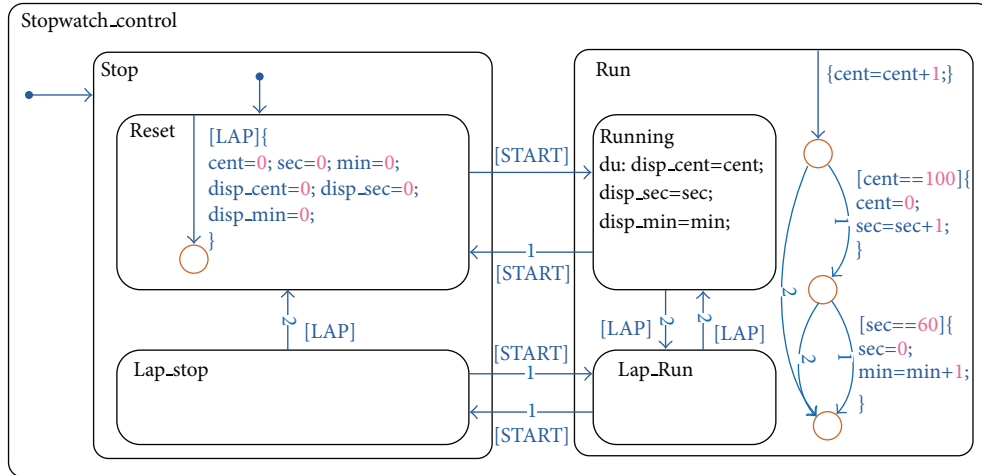 Stopwatch_control
Stop
Reset
[LAP]{
cent=0; sec=0; min=0;
disp_cent=0; disp_sec=0;
disp_min=0;
}
[START]
1
[START]
2
[LAP]
Lap_stop
[START]
1
1
[START]
Run
Running
du: disp_cent=cent;
disp_sec=sec;
disp_min=min;
[LAP]
2
2
[LAP]
Lap_Run
{cent=cent+1;}
[cent==100]{
cent=0;
sec=sec+1;
}
1
2
[sec==60]{
sec=0;
min=min+1;
}
1
2